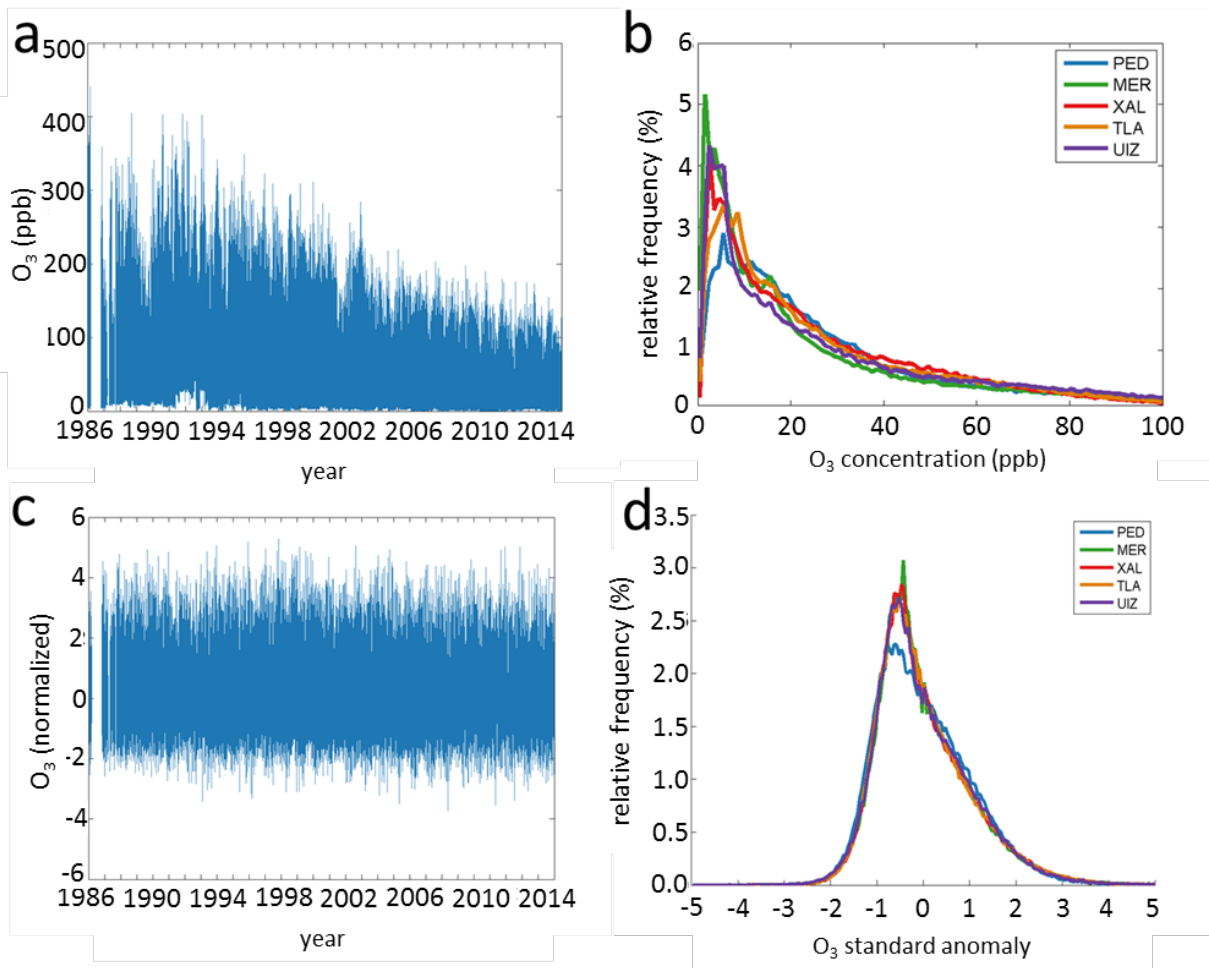 a
500
400
300
200
100
0
O3 (ppb)
1986 1990 1994 1998 2002 2006 2010 2014
year
b
6
5
4
3
2
1
0
relative frequency (%)
PED
MER
XAL
TLA
UIZ
0 20 40 60 80 100
O3 concentration (ppb)
c
6
4
2
0
-2
-4
-6
O3 (normalized)
1986 1990 1994 1998 2002 2006 2010 2014
year
d
3.5
3.0
2.5
2.0
1.5
1.0
0.5
0.0
relative frequency (%)
PED
MER
XAL
TLA
UIZ
-5 -4 -3 -2 -1 0 1 2 3 4 5
O3 standard anomaly